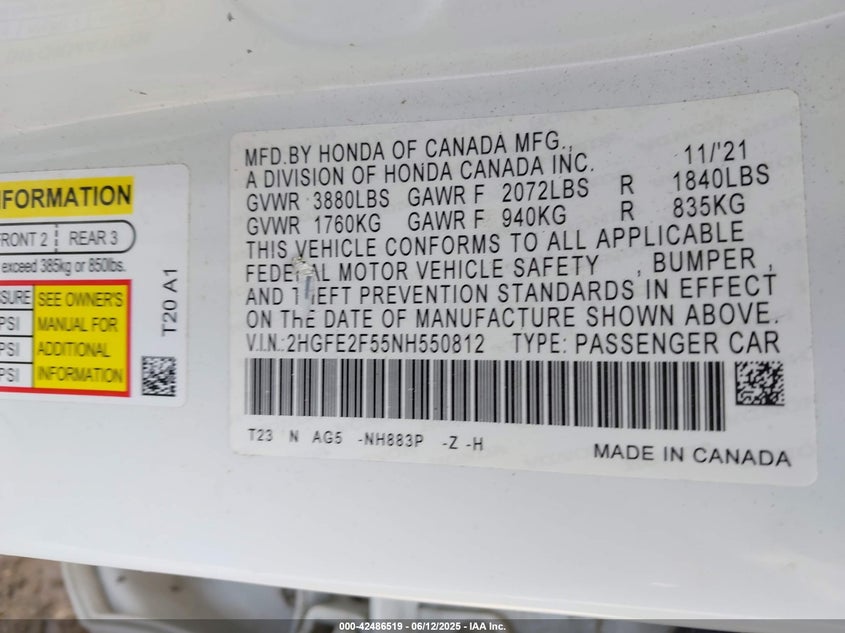 NFORMATION
FRONT 2 REAR 3
exceed 385kg or 850lbs.
SSURE
PSI
PSI
PSI
SEE OWNER'S
MANUAL FOR
ADDITIONAL
INFORMATION
T20 A1
MFD.BY HONDA OF CANADA MFG., 11/'21
A DIVISION OF HONDA CANADA INC.
GVWR 3880LBS GAWR F 2072LBS R 1840LBS
GVWR 1760KG GAWR F 940KG R 835KG
THIS VEHICLE CONFORMS TO ALL APPLICABLE
FEDERAL MOTOR VEHICLE SAFETY , BUMPER ,
AND THEFT PREVENTION STANDARDS IN EFFECT
ON THE DATE OF MANUFACTURE SHOWN ABOVE.
V.I.N.:2HGFE2F55NH550812 TYPE: PASSENGER CAR
T23 N AG5 -NH883P -Z -H
MADE IN CANADA
000-42486519 - 06/12/2025 - IAA Inc.